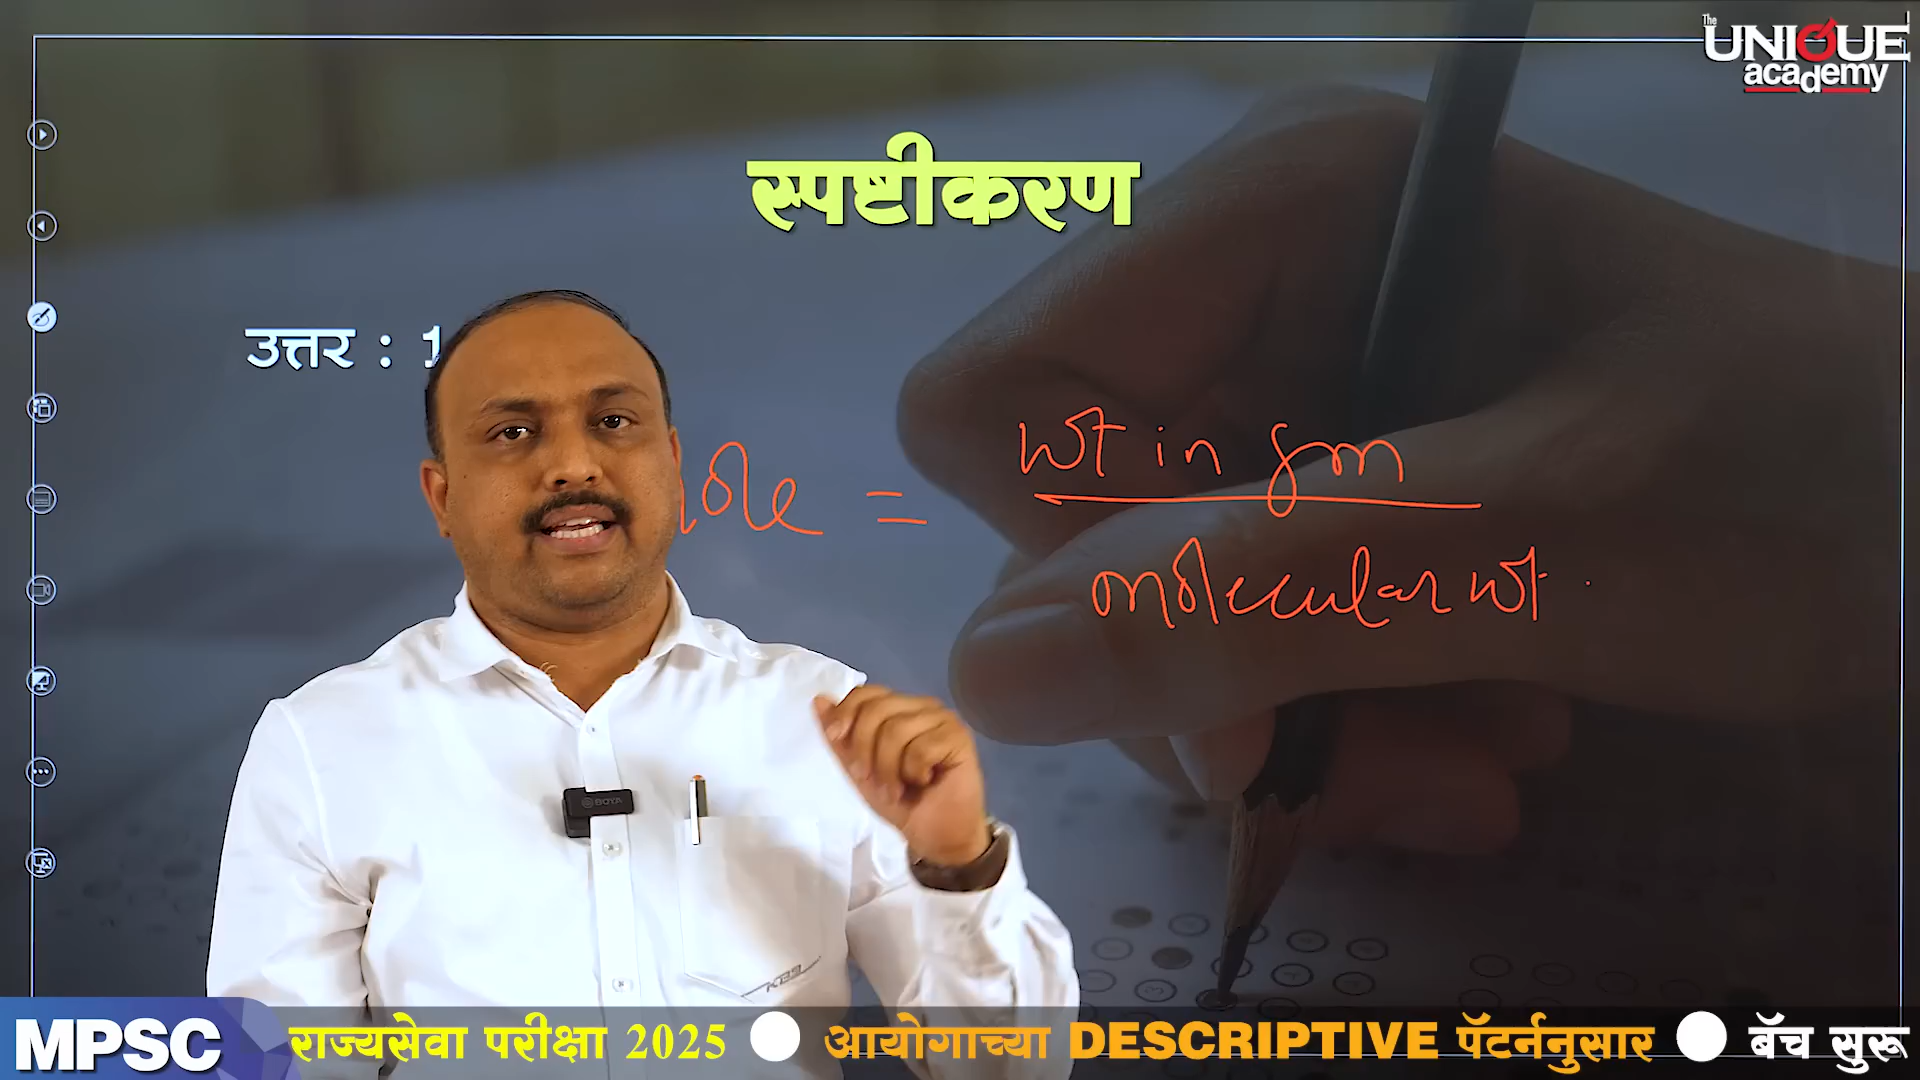 The
UNIQUE
academy
स्पष्टीकरण
उत्तर : 1
ole = wt in gm
molecular wt.
BOYA
KB9
MPSC राज्यसेवा परीक्षा 2025 आयोगाच्या DESCRIPTIVE पॅटर्ननुसार बॅच सुरू